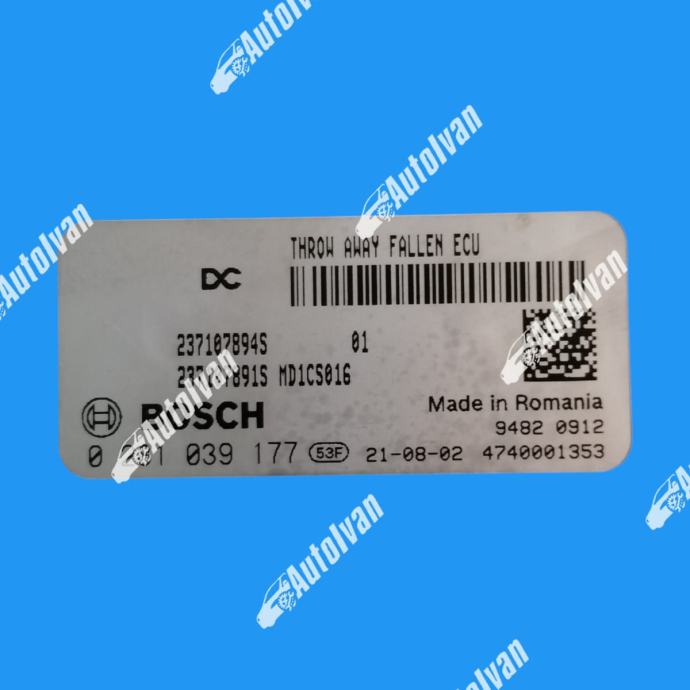 AutoIvan
AutoIvan
AutoIvan
THROW AWAY FALLEN ECU
DC
AutoIvan
237107894S 01
MD1CS016
BOSCH
Made in Romania
9482 0912
039 177 53F 21-08-02 4740001353
AutoIvan
AutoIvan
AutoIvan
AutoIvan